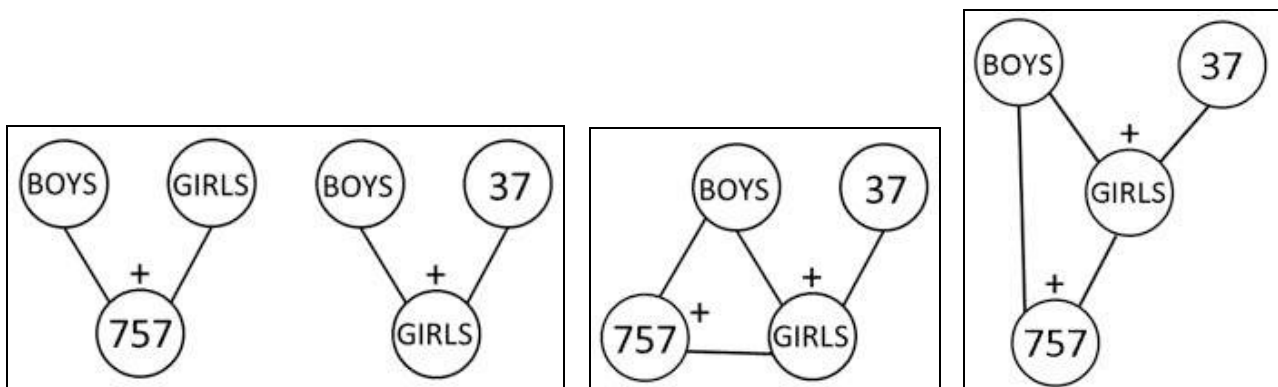 BOYS GIRLS BOYS 37
+ +
757 GIRLS
BOYS 37
+
757 + GIRLS
BOYS 37
+
GIRLS
+
757